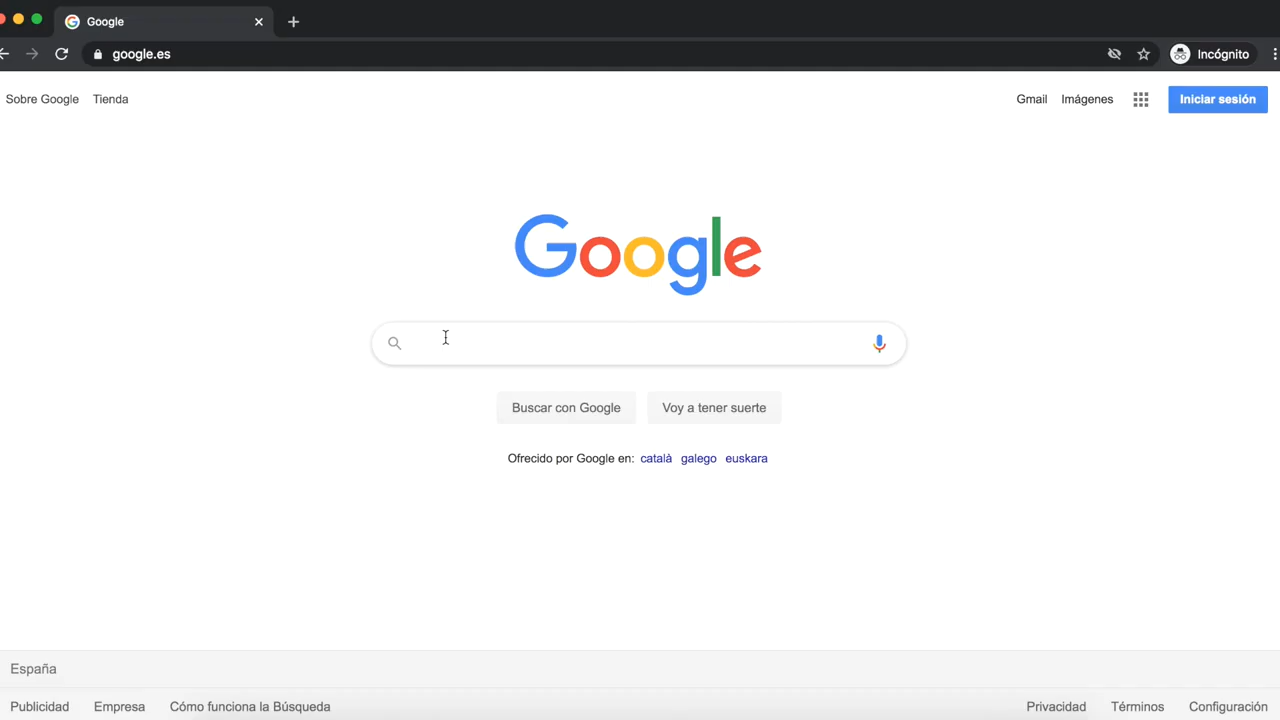 Google
google.es
Incógnito
Sobre Google Tienda
Gmail Imágenes Iniciar sesión
Google
Buscar con Google Voy a tener suerte
Ofrecido por Google en: català galego euskara
España
Publicidad Empresa Cómo funciona la Búsqueda
Privacidad Términos Configuración